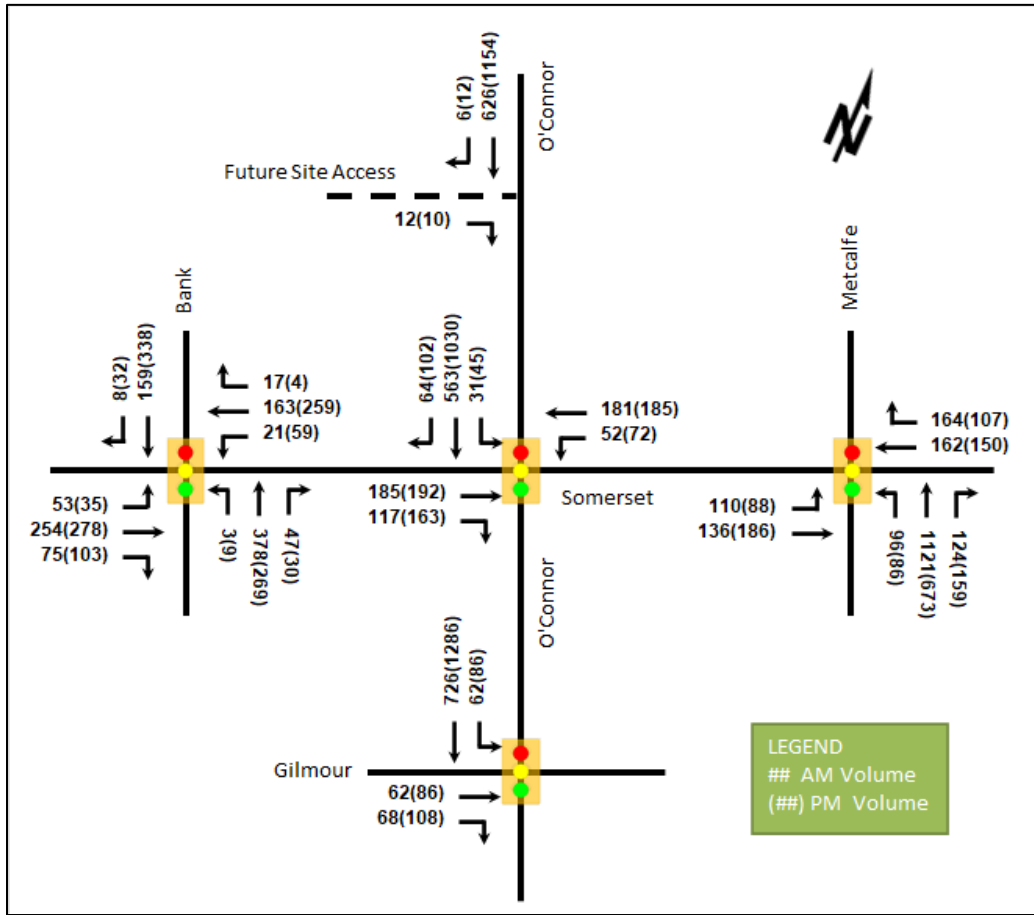 O'Connor
6(12)
626(1154)
Future Site Access
12(10)
N
Bank
Metcalfe
8(32)
159(338)
17(4)
163(259)
21(59)
64(102)
563(1030)
31(45)
181(185)
52(72)
164(107)
162(150)
53(35)
254(278)
75(103)
3(9)
378(269)
47(30)
185(192)
117(163)
Somerset
110(88)
136(186)
96(86)
1121(673)
124(159)
O'Connor
726(1286)
62(86)
Gilmour
62(86)
68(108)
LEGEND
## AM Volume
(##) PM Volume